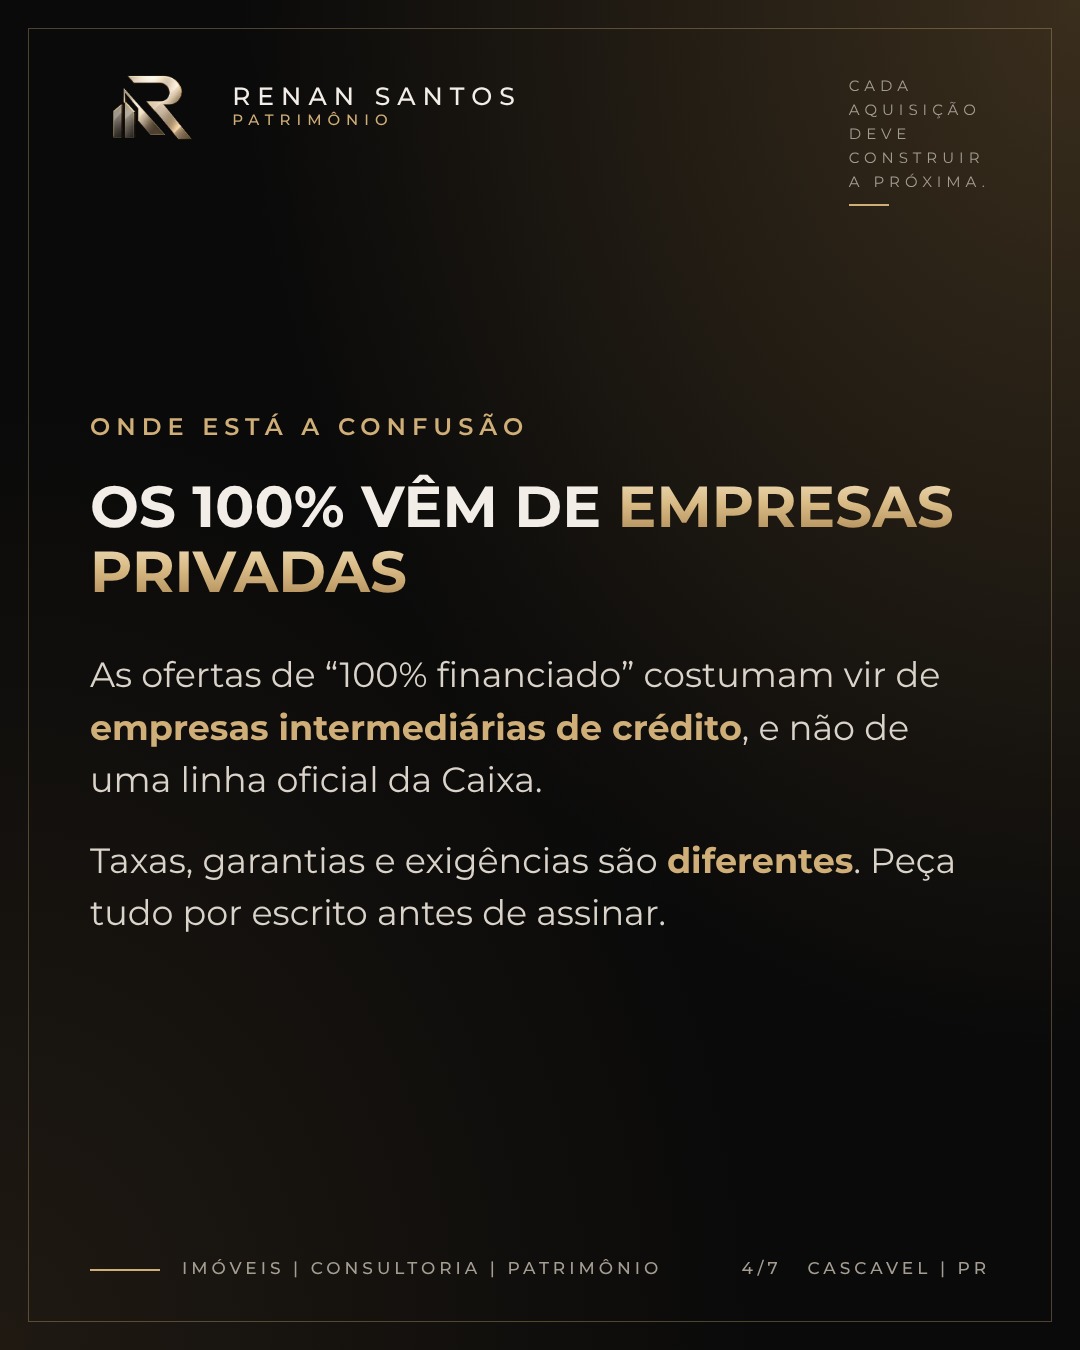 RENAN SANTOS
PATRIMÔNIO
CADA
AQUISIÇÃO
DEVE
CONSTRUIR
A PRÓXIMA.
ONDE ESTÁ A CONFUSÃO
OS 100% VÊM DE EMPRESAS
PRIVADAS
As ofertas de “100% financiado” costumam vir de
empresas intermediárias de crédito, e não de
uma linha oficial da Caixa.
Taxas, garantias e exigências são diferentes. Peça
tudo por escrito antes de assinar.
IMÓVEIS | CONSULTORIA | PATRIMÔNIO 4/7 CASCAVEL | PR